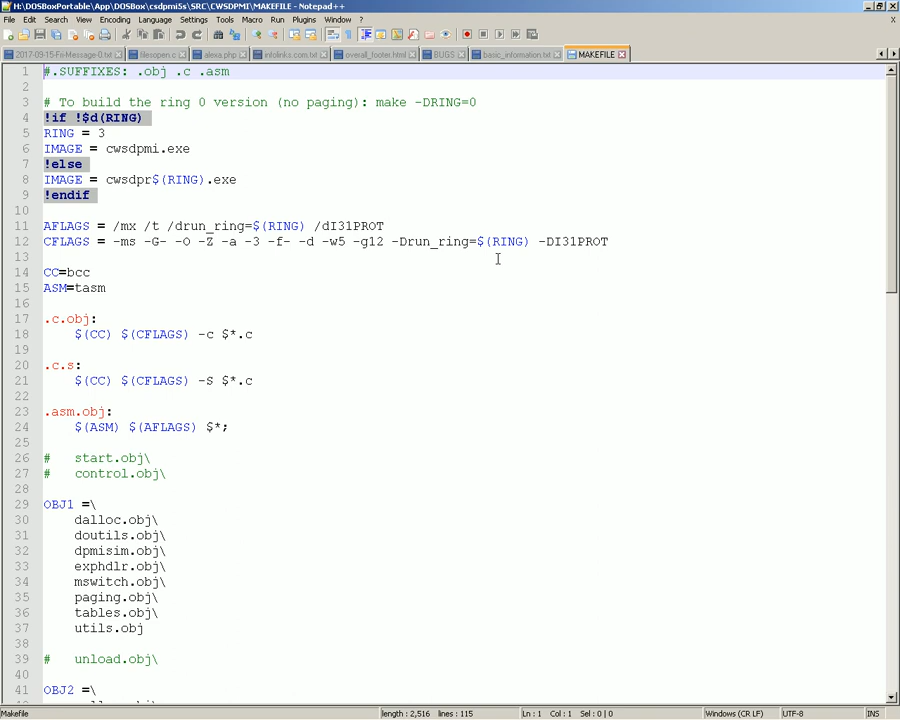 H:\DOSBoxPortable\App\DOSBox\csdpmi5s\SRC\CWSDPMI\MAKEFILE - Notepad++
File Edit Search View Encoding Language Settings Tools Macro Run Plugins Window ?
X
2017-09-15-Fii-Message-0.txt filesopen.c alexa.php infolinks.com.txt overall_footer.html BUGS basic_information.txt MAKEFILE
1 #.SUFFIXES: .obj .c .asm
2
3 # To build the ring 0 version (no paging): make -DRING=0
4 !if !$d(RING)
5 RING = 3
6 IMAGE = cwsdpmi.exe
7 !else
8 IMAGE = cwsdpr$(RING).exe
9 !endif
10
11 AFLAGS = /mx /t /drun_ring=$(RING) /dI31PROT
12 CFLAGS = -ms -G- -O -Z -a -3 -f- -d -w5 -g12 -Drun_ring=$(RING) -DI31PROT
13
14 CC=bcc
15 ASM=tasm
16
17 .c.obj:
18 $(CC) $(CFLAGS) -c $*.c
19
20 .c.s:
21 $(CC) $(CFLAGS) -S $*.c
22
23 .asm.obj:
24 $(ASM) $(AFLAGS) $*;
25
26 # start.obj\
27 # control.obj\
28
29 OBJ1 =\
30 dalloc.obj\
31 doutils.obj\
32 dpmisim.obj\
33 exphdlr.obj\
34 mswitch.obj\
35 paging.obj\
36 tables.obj\
37 utils.obj
38
39 # unload.obj\
40
41 OBJ2 =\
Makefile length : 2,516 lines : 115 Ln : 1 Col : 1 Sel : 0 | 0 Windows (CR LF) UTF-8 INS